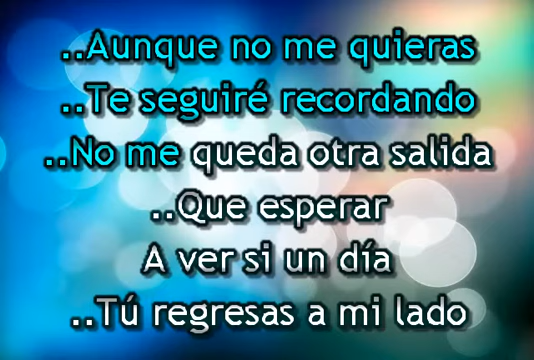 ..Aunque no me quieras
..Te seguiré recordando
..No me queda otra salida
..Que esperar
A ver si un día
..Tú regresas a mi lado